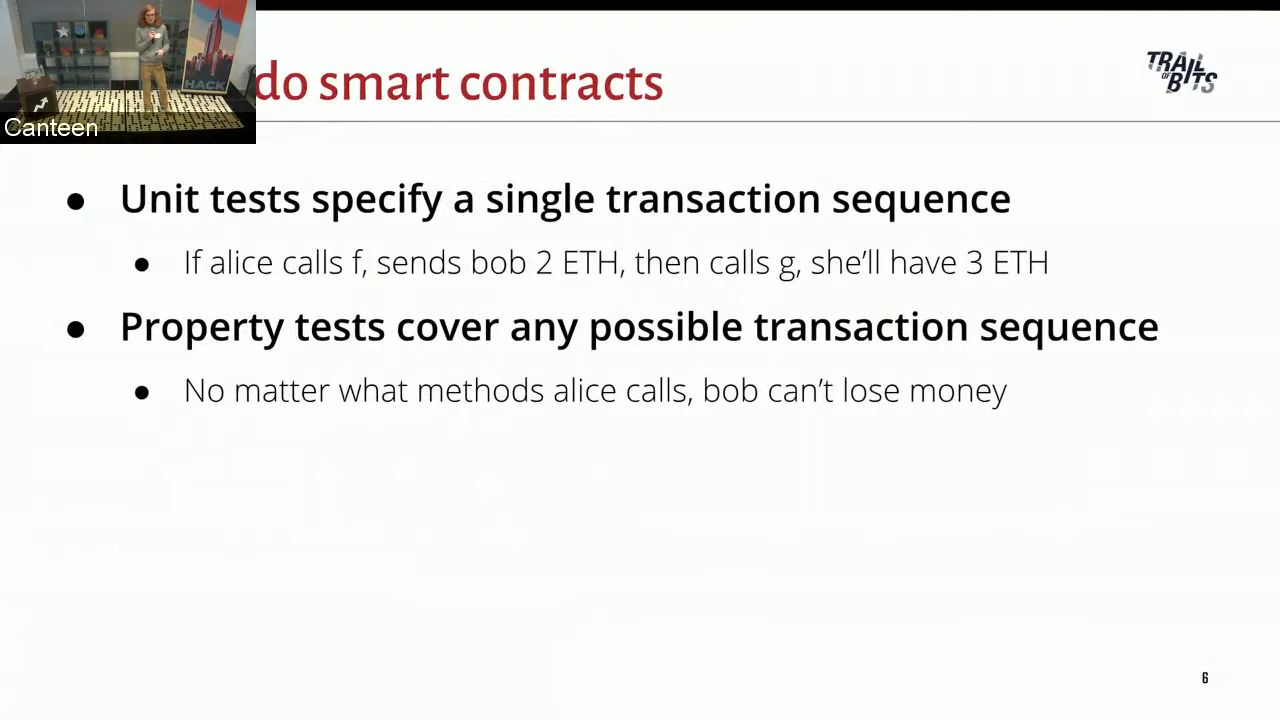 do smart contracts
TRAIL
OF
BITS
HACK
Canteen
● Unit tests specify a single transaction sequence
● If alice calls f, sends bob 2 ETH, then calls g, she’ll have 3 ETH
● Property tests cover any possible transaction sequence
● No matter what methods alice calls, bob can’t lose money
6